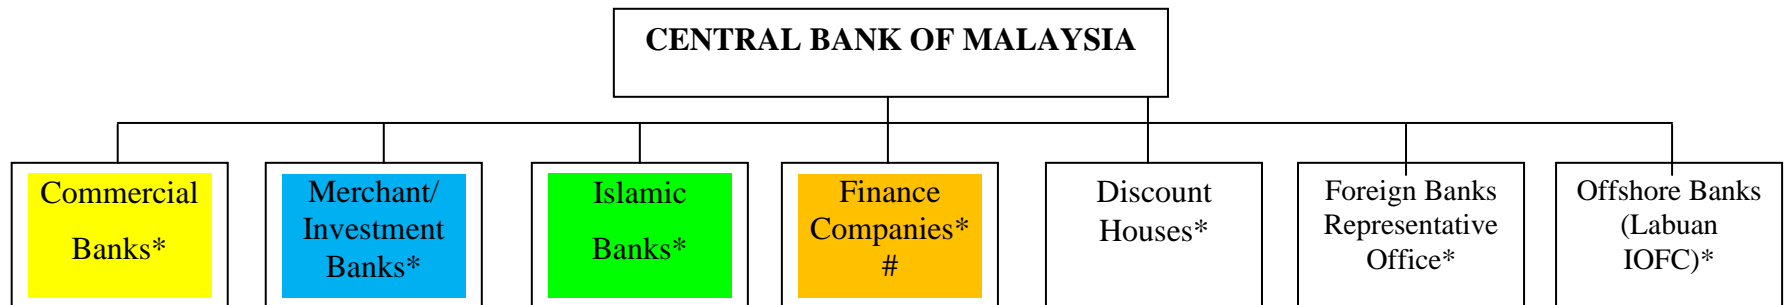 CENTRAL BANK OF MALAYSIA
Commercial
Banks*
Merchant/
Investment
Banks*
Islamic
Banks*
Finance
Companies*
#
Discount
Houses*
Foreign Banks
Representative
Office*
Offshore Banks
(Labuan
IOFC)*